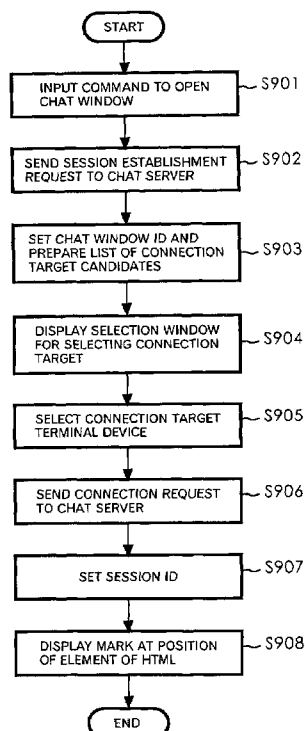 START
INPUT COMMAND TO OPEN
CHAT WINDOW
S901
SEND SESSION ESTABLISHMENT
REQUEST TO CHAT SERVER
S902
SET CHAT WINDOW ID AND
PREPARE LIST OF CONNECTION
TARGET CANDIDATES
S903
DISPLAY SELECTION WINDOW
FOR SELECTING CONNECTION
TARGET
S904
SELECT CONNECTION TARGET
TERMINAL DEVICE
S905
SEND CONNECTION REQUEST
TO CHAT SERVER
S906
SET SESSION ID
S907
DISPLAY MARK AT POSITION
OF ELEMENT OF HTML
S908
END